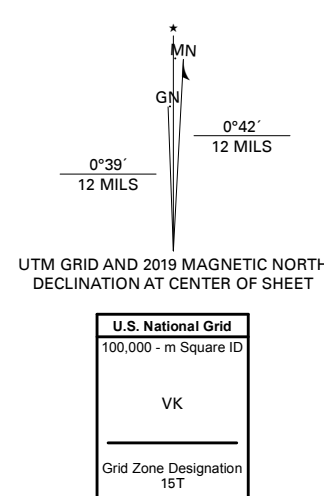 ★
MN
GN
0°42´
12 MILS
0°39´
12 MILS
UTM GRID AND 2019 MAGNETIC NORTH
DECLINATION AT CENTER OF SHEET
U.S. National Grid
100,000 - m Square ID
VK
Grid Zone Designation
15T